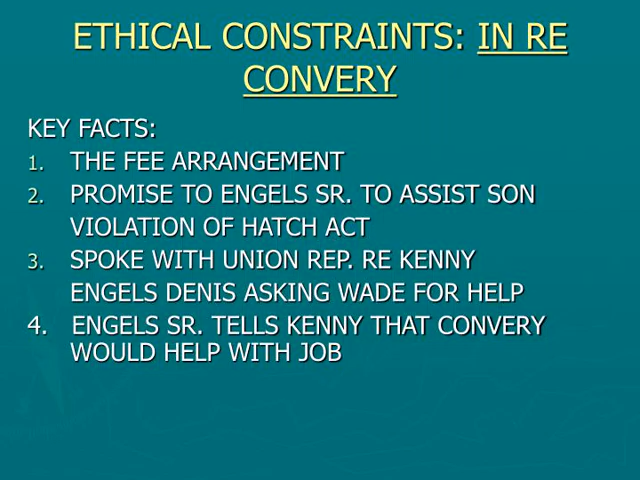 ETHICAL CONSTRAINTS: IN RE
CONVERY
KEY FACTS:
1. THE FEE ARRANGEMENT
2. PROMISE TO ENGELS SR. TO ASSIST SON
VIOLATION OF HATCH ACT
3. SPOKE WITH UNION REP. RE KENNY
ENGELS DENIS ASKING WADE FOR HELP
4. ENGELS SR. TELLS KENNY THAT CONVERY
WOULD HELP WITH JOB